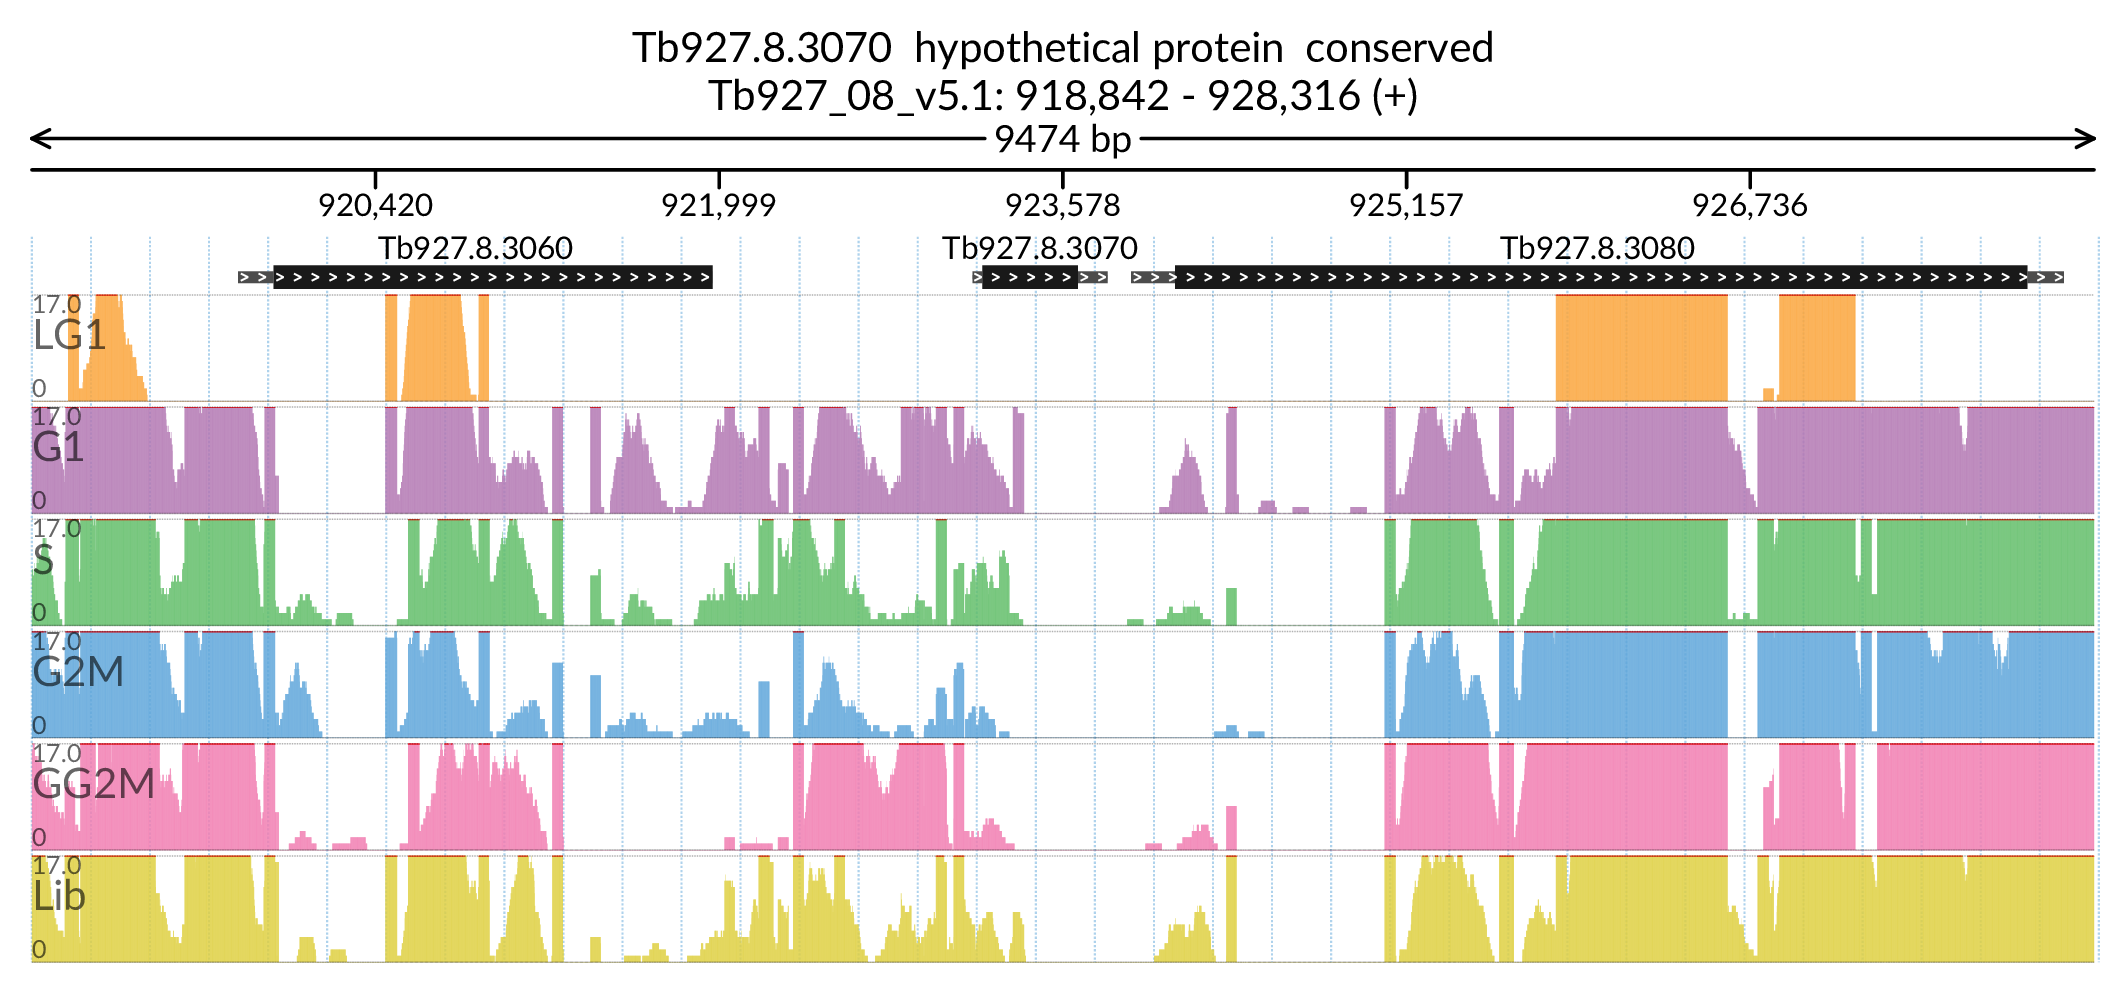 Tb927.8.3070 hypothetical protein conserved
Tb927_08_v5.1: 918,842 - 928,316 (+)
9474 bp
920,420 921,999 923,578 925,157 926,736
Tb927.8.3060 Tb927.8.3070 Tb927.8.3080
17.0
LG1
0
17.0
G1
0
17.0
S
0
17.0
G2M
0
17.0
GG2M
0
17.0
Lib
0